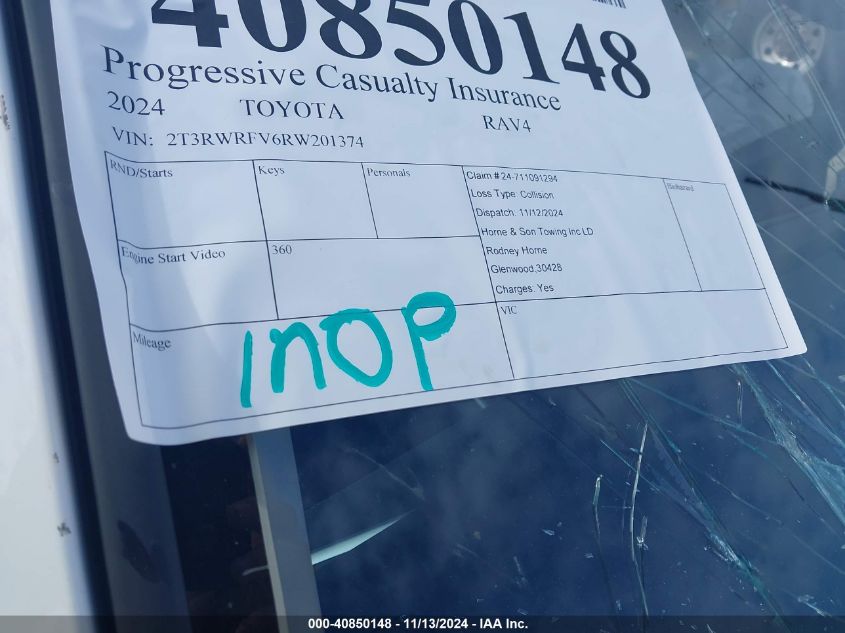 40850148
Progressive Casualty Insurance
2024 TOYOTA RAV4
VIN: 2T3RWRFV6RW201374
RND/Starts Keys Personals
Claim # 24-711091294
Loss Type: Collision
Dispatch: 11/12/2024
Horne & Son Towing Inc LD
Rodney Horne
Glenwood,30428
Charges: Yes
Engine Start Video 360
Mileage inOP VIC
000-40850148 - 11/13/2024 - IAA Inc.